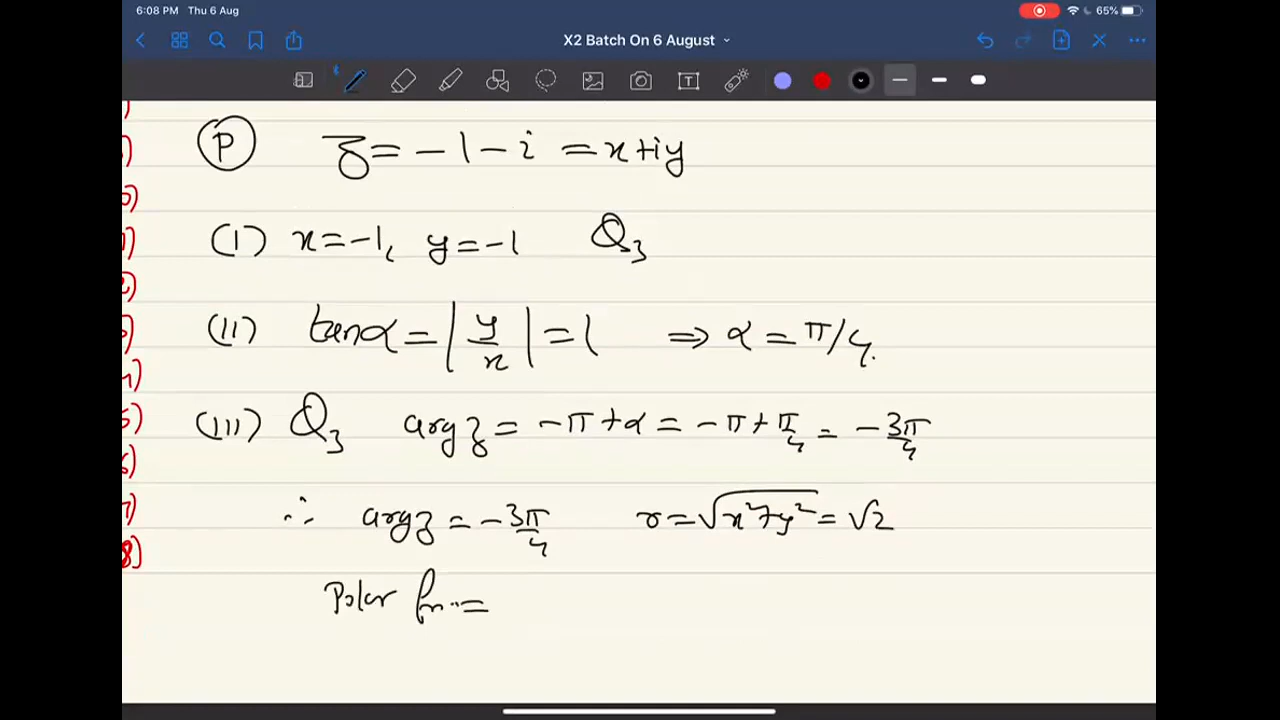 6:08 PM Thu 6 Aug 65%
X2 Batch On 6 August
(P) z = -1 - i = x + iy
(I) x = -1, y = -1 Q₃
(II) tanα = |y/x| = 1 ⇒ α = π/4.
(III) Q₃ arg z = -π + α = -π + π/4 = -3π/4
∴ arg z = -3π/4 r = √(x² + y²) = √2
Polar fm.. =